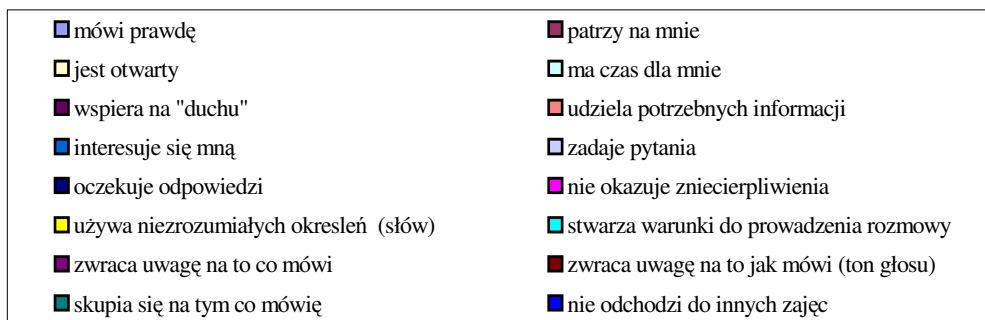 mówi prawdę
patrzy na mnie
jest otwarty
ma czas dla mnie
wspiera na "duchu"
udziela potrzebnych informacji
interesuje się mną
zadaje pytania
oczekuje odpowiedzi
nie okazuje zniecierpliwienia
używa niezrozumiałych okresleń (słów)
stwarza warunki do prowadzenia rozmowy
zwraca uwagę na to co mówi
zwraca uwagę na to jak mówi (ton głosu)
skupia się na tym co mówię
nie odchodzi do innych zajęc